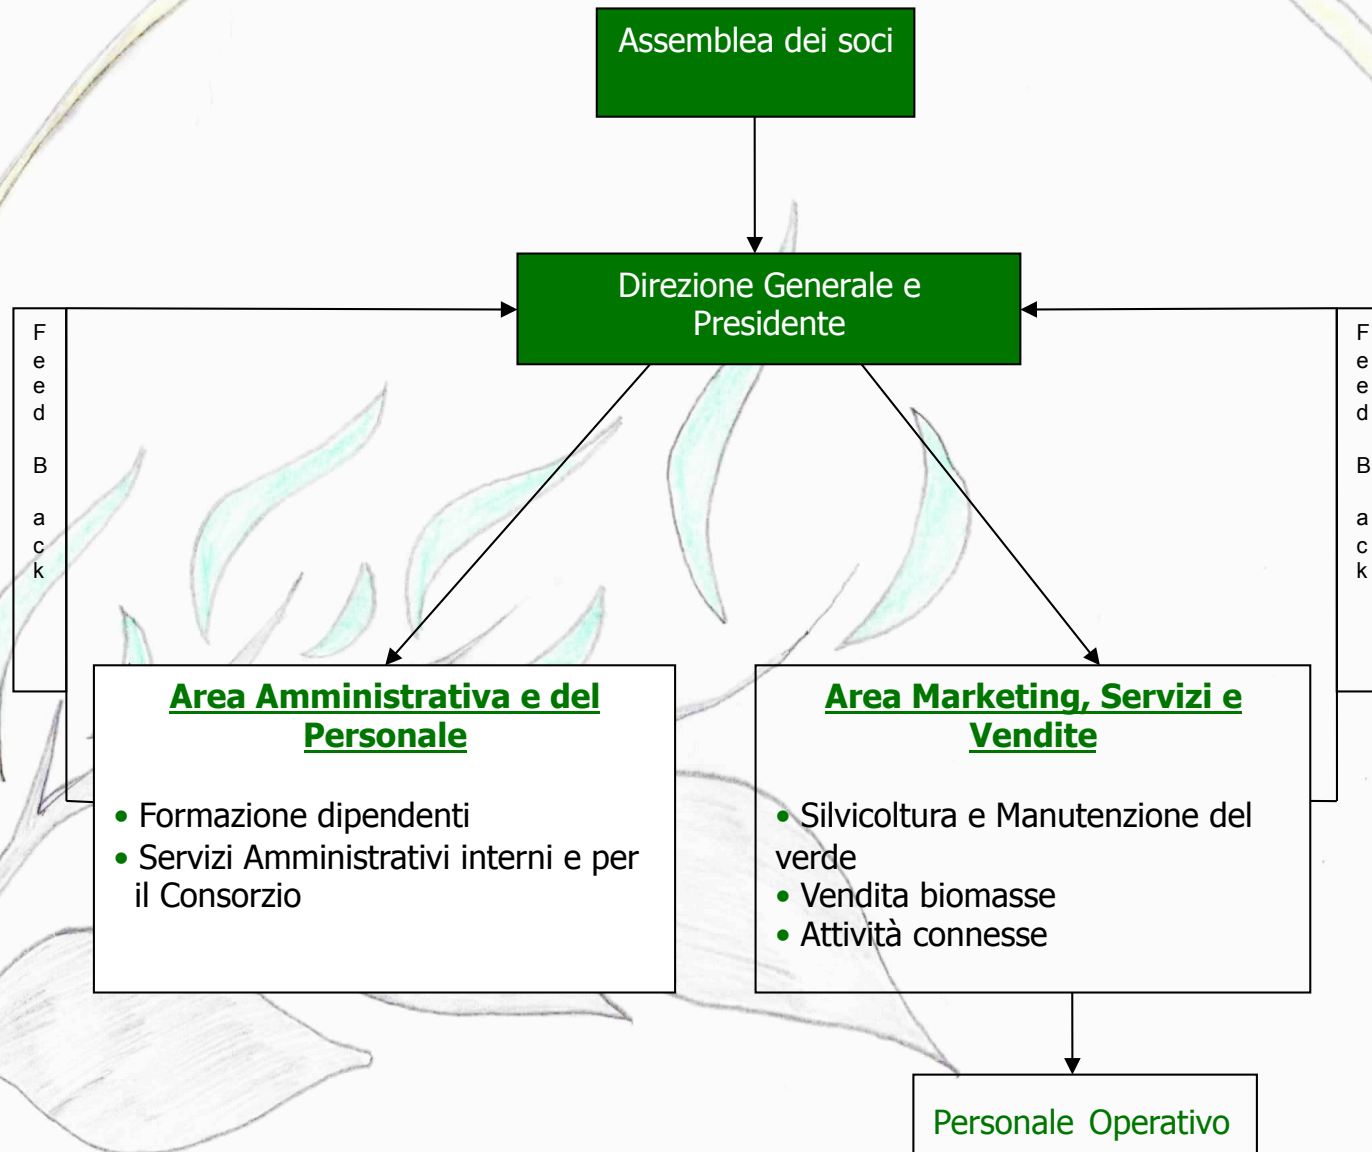 Assemblea dei soci
Direzione Generale e
Presidente
F
e
e
d
B
a
c
k
F
e
e
d
B
a
c
k
Area Amministrativa e del
Personale
• Formazione dipendenti
• Servizi Amministrativi interni e per
il Consorzio
Area Marketing, Servizi e
Vendite
• Silvicoltura e Manutenzione del
verde
• Vendita biomasse
• Attività connesse
Personale Operativo